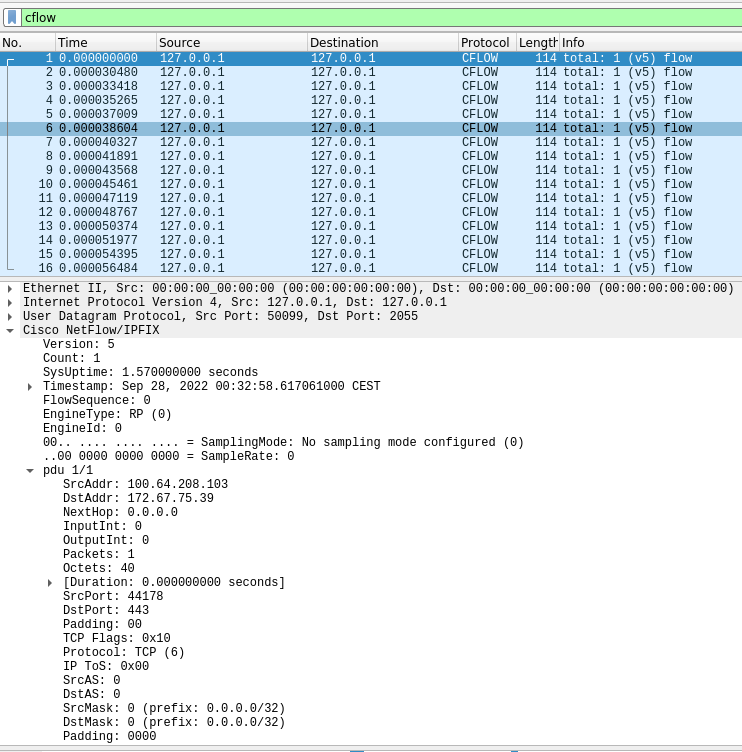 cflow
No. Time Source Destination Protocol Length Info
1 0.000000000 127.0.0.1 127.0.0.1 CFLOW 114 total: 1 (v5) flow
2 0.000030480 127.0.0.1 127.0.0.1 CFLOW 114 total: 1 (v5) flow
3 0.000033418 127.0.0.1 127.0.0.1 CFLOW 114 total: 1 (v5) flow
4 0.000035265 127.0.0.1 127.0.0.1 CFLOW 114 total: 1 (v5) flow
5 0.000037009 127.0.0.1 127.0.0.1 CFLOW 114 total: 1 (v5) flow
6 0.000038604 127.0.0.1 127.0.0.1 CFLOW 114 total: 1 (v5) flow
7 0.000040327 127.0.0.1 127.0.0.1 CFLOW 114 total: 1 (v5) flow
8 0.000041891 127.0.0.1 127.0.0.1 CFLOW 114 total: 1 (v5) flow
9 0.000043568 127.0.0.1 127.0.0.1 CFLOW 114 total: 1 (v5) flow
10 0.000045461 127.0.0.1 127.0.0.1 CFLOW 114 total: 1 (v5) flow
11 0.000047119 127.0.0.1 127.0.0.1 CFLOW 114 total: 1 (v5) flow
12 0.000048767 127.0.0.1 127.0.0.1 CFLOW 114 total: 1 (v5) flow
13 0.000050374 127.0.0.1 127.0.0.1 CFLOW 114 total: 1 (v5) flow
14 0.000051977 127.0.0.1 127.0.0.1 CFLOW 114 total: 1 (v5) flow
15 0.000054395 127.0.0.1 127.0.0.1 CFLOW 114 total: 1 (v5) flow
16 0.000056484 127.0.0.1 127.0.0.1 CFLOW 114 total: 1 (v5) flow
Ethernet II, Src: 00:00:00_00:00:00 (00:00:00:00:00:00), Dst: 00:00:00_00:00:00 (00:00:00:00:00:00)
Internet Protocol Version 4, Src: 127.0.0.1, Dst: 127.0.0.1
User Datagram Protocol, Src Port: 50099, Dst Port: 2055
Cisco NetFlow/IPFIX
Version: 5
Count: 1
SysUptime: 1.570000000 seconds
Timestamp: Sep 28, 2022 00:32:58.617061000 CEST
FlowSequence: 0
EngineType: RP (0)
EngineId: 0
00.. .... .... .... = SamplingMode: No sampling mode configured (0)
..00 0000 0000 0000 = SampleRate: 0
pdu 1/1
SrcAddr: 100.64.208.103
DstAddr: 172.67.75.39
NextHop: 0.0.0.0
InputInt: 0
OutputInt: 0
Packets: 1
Octets: 40
[Duration: 0.000000000 seconds]
SrcPort: 44178
DstPort: 443
Padding: 00
TCP Flags: 0x10
Protocol: TCP (6)
IP ToS: 0x00
SrcAS: 0
DstAS: 0
SrcMask: 0 (prefix: 0.0.0.0/32)
DstMask: 0 (prefix: 0.0.0.0/32)
Padding: 0000